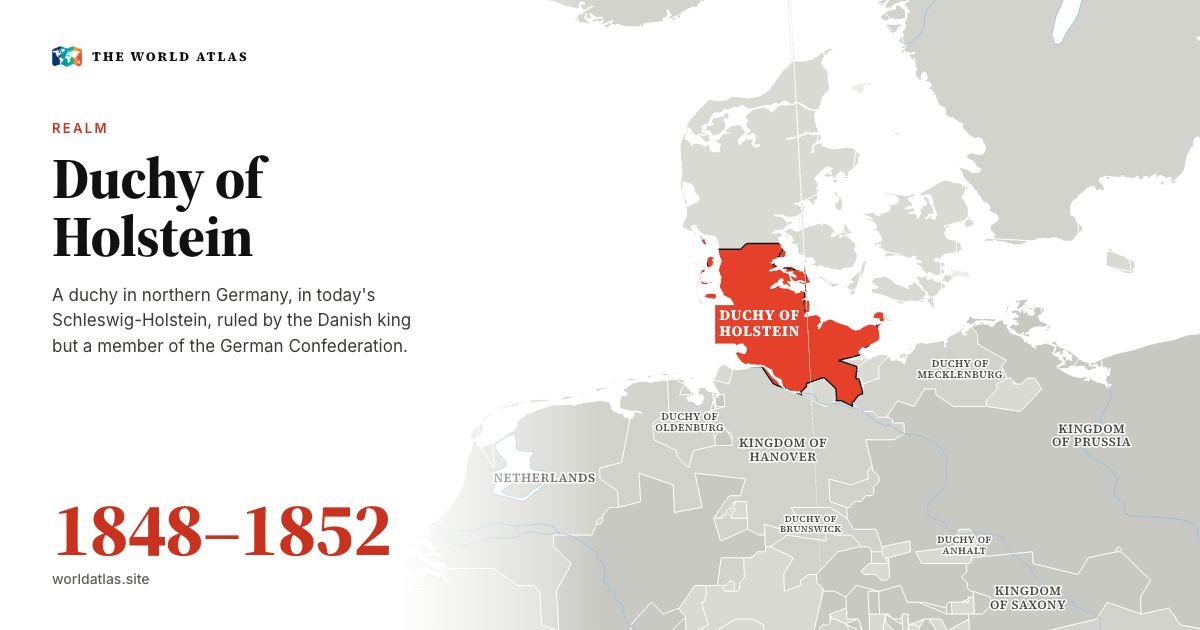 THE WORLD ATLAS
REALM
Duchy of
Holstein
A duchy in northern Germany, in today's
Schleswig-Holstein, ruled by the Danish king
but a member of the German Confederation.
1848–1852
worldatlas.site
DUCHY OF
HOLSTEIN
DUCHY OF
MECKLENBURG
DUCHY OF
OLDENBURG
KINGDOM OF
HANOVER
KINGDOM
OF PRUSSIA
NETHERLANDS
DUCHY OF
BRUNSWICK
DUCHY OF
ANHALT
KINGDOM
OF SAXONY